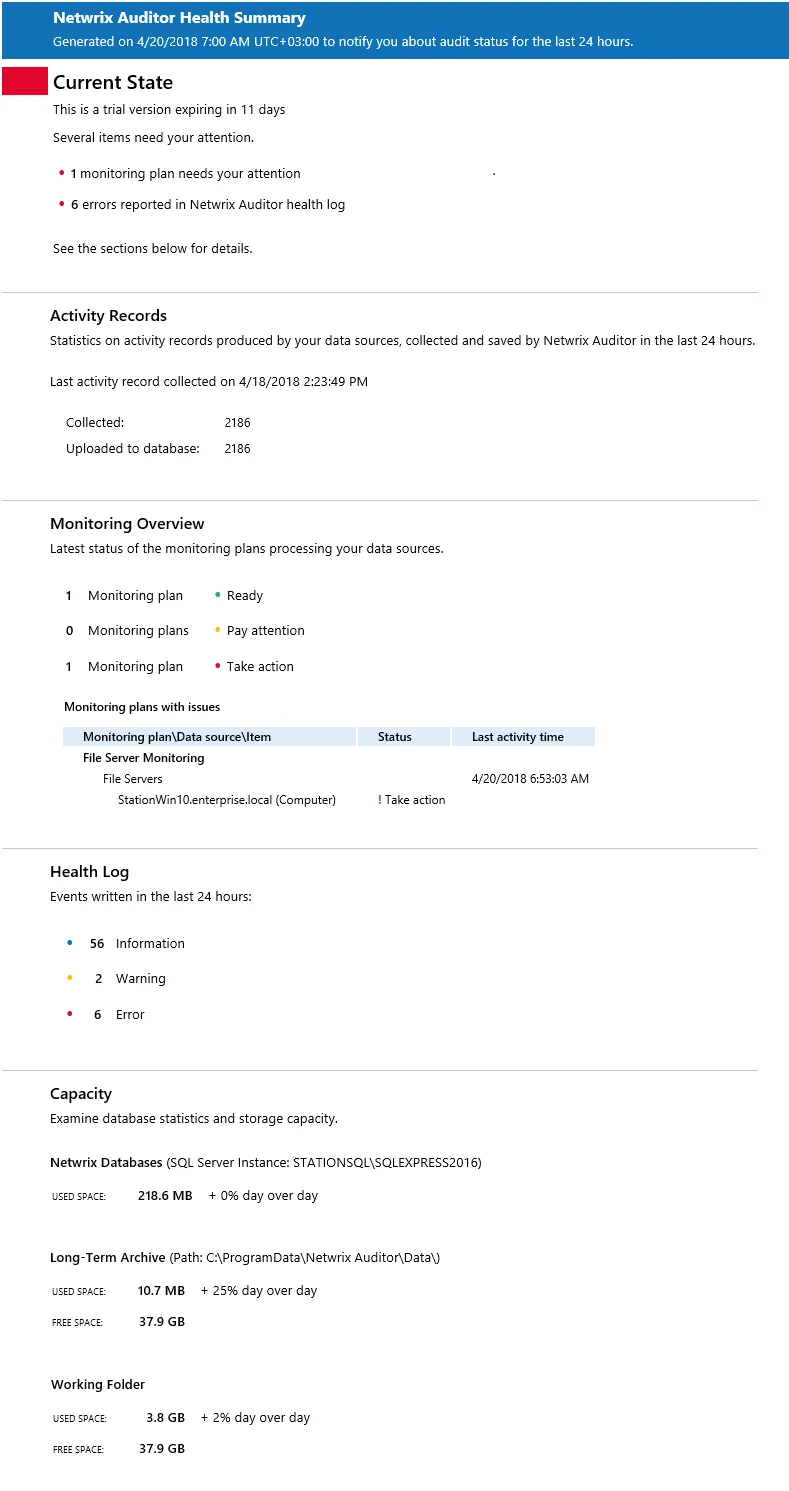 Netwrix Auditor Health Summary
Generated on 4/20/2018 7:00 AM UTC+03:00 to notify you about audit status for the last 24 hours.
Current State
This is a trial version expiring in 11 days
Several items need your attention.
• 1 monitoring plan needs your attention
• 6 errors reported in Netwrix Auditor health log
See the sections below for details.
Activity Records
Statistics on activity records produced by your data sources, collected and saved by Netwrix Auditor in the last 24 hours.
Last activity record collected on 4/18/2018 2:23:49 PM
Collected: 2186
Uploaded to database: 2186
Monitoring Overview
Latest status of the monitoring plans processing your data sources.
1 Monitoring plan • Ready
0 Monitoring plans • Pay attention
1 Monitoring plan • Take action
Monitoring plans with issues
Monitoring plan\Data source\Item Status Last activity time
File Server Monitoring
File Servers 4/20/2018 6:53:03 AM
StationWin10.enterprise.local (Computer) ! Take action
Health Log
Events written in the last 24 hours:
• 56 Information
• 2 Warning
• 6 Error
Capacity
Examine database statistics and storage capacity.
Netwrix Databases (SQL Server Instance: STATIONSQL\SQLEXPRESS2016)
USED SPACE: 218.6 MB + 0% day over day
Long-Term Archive (Path: C:\ProgramData\Netwrix Auditor\Data\)
USED SPACE: 10.7 MB + 25% day over day
FREE SPACE: 37.9 GB
Working Folder
USED SPACE: 3.8 GB + 2% day over day
FREE SPACE: 37.9 GB